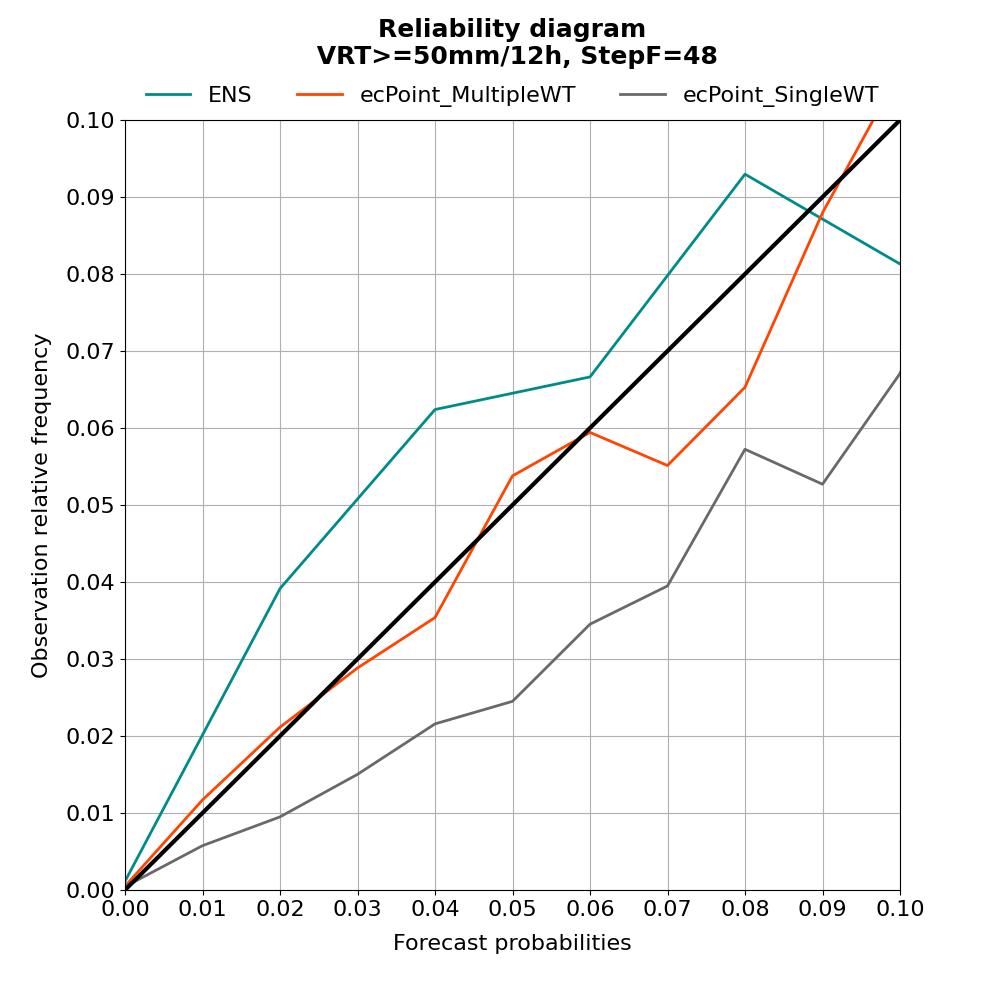 Reliability diagram
VRT>=50mm/12h, StepF=48
ENS ecPoint_MultipleWT ecPoint_SingleWT
0.10
0.09
0.08
0.07
0.06
0.05
0.04
0.03
0.02
0.01
0.00
Observation relative frequency
0.00 0.01 0.02 0.03 0.04 0.05 0.06 0.07 0.08 0.09 0.10
Forecast probabilities